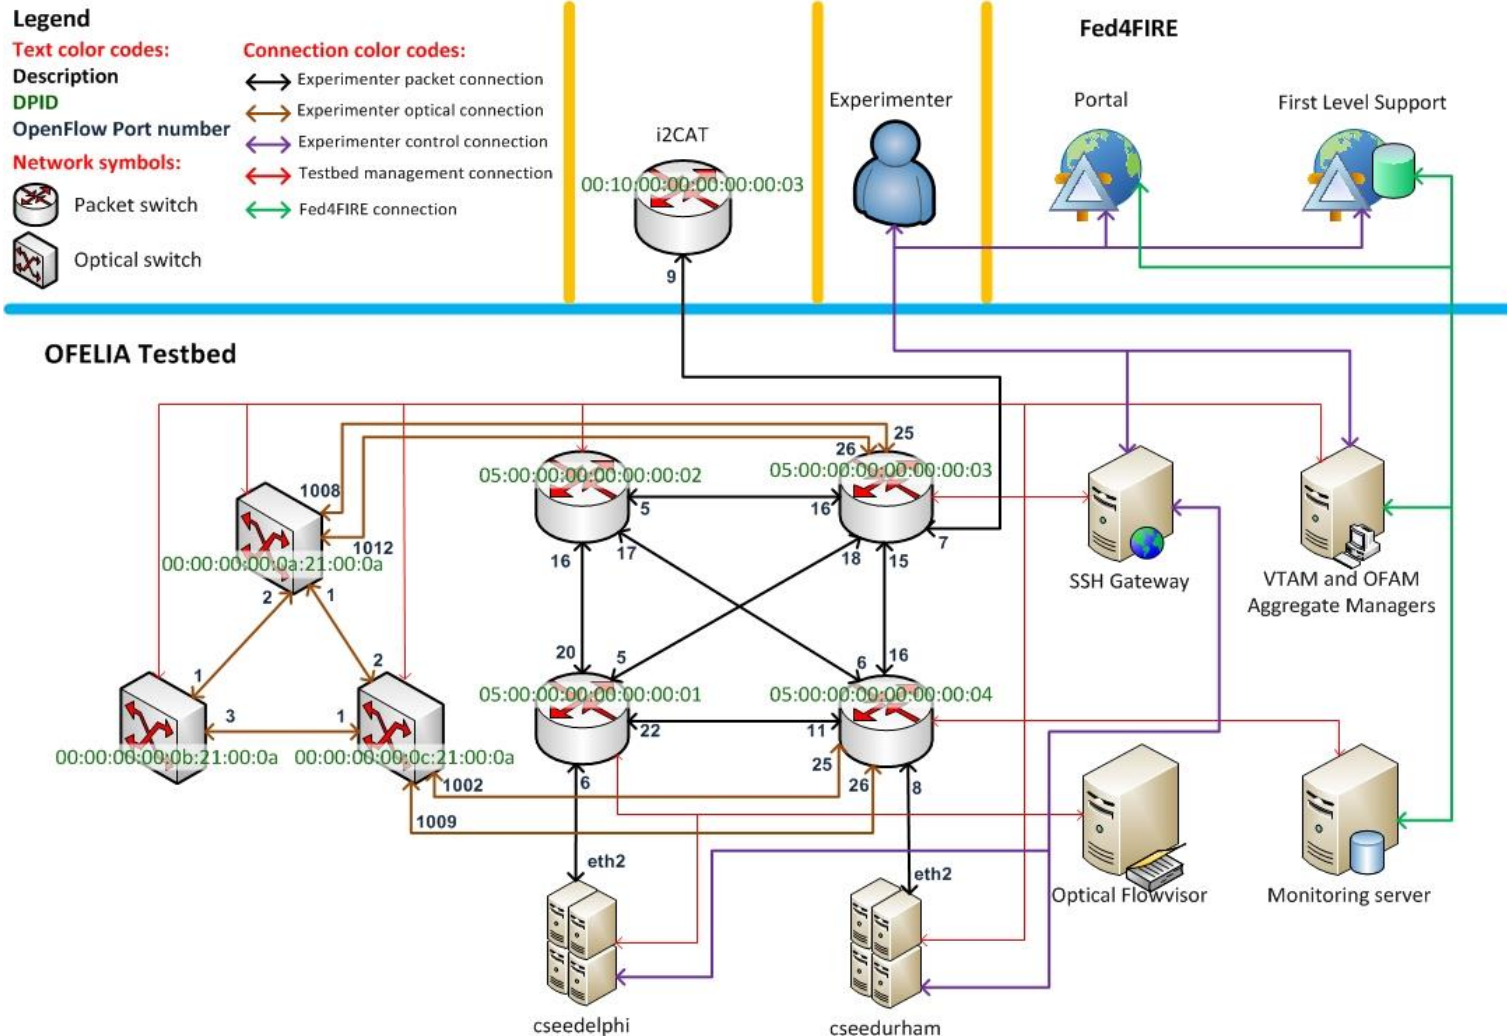 Legend
Text color codes:
Description
DPID
OpenFlow Port number
Network symbols:
Packet switch
Optical switch
Connection color codes:
Experimenter packet connection
Experimenter optical connection
Experimenter control connection
Testbed management connection
Fed4FIRE connection
i2CAT
00:10:00:00:00:00:00:03
9
Experimenter
Fed4FIRE
Portal
First Level Support
OFELIA Testbed
25
26
05:00:00:00:00:00:00:02
05:00:00:00:00:00:00:03
1008
5
16
1012
17
7
16
18
15
00:00:00:00:0a:21:00:0a
SSH Gateway
VTAM and OFAM
Aggregate Managers
2
1
20
5
6
16
1
2
05:00:00:00:00:00:00:01
05:00:00:00:00:00:00:04
3
1
22
11
00:00:00:00:0b:21:00:0a
00:00:00:00:0c:21:00:0a
25
1002
6
26
8
1009
eth2
eth2
Optical Flowvisor
Monitoring server
cseedelphi
cseedurham